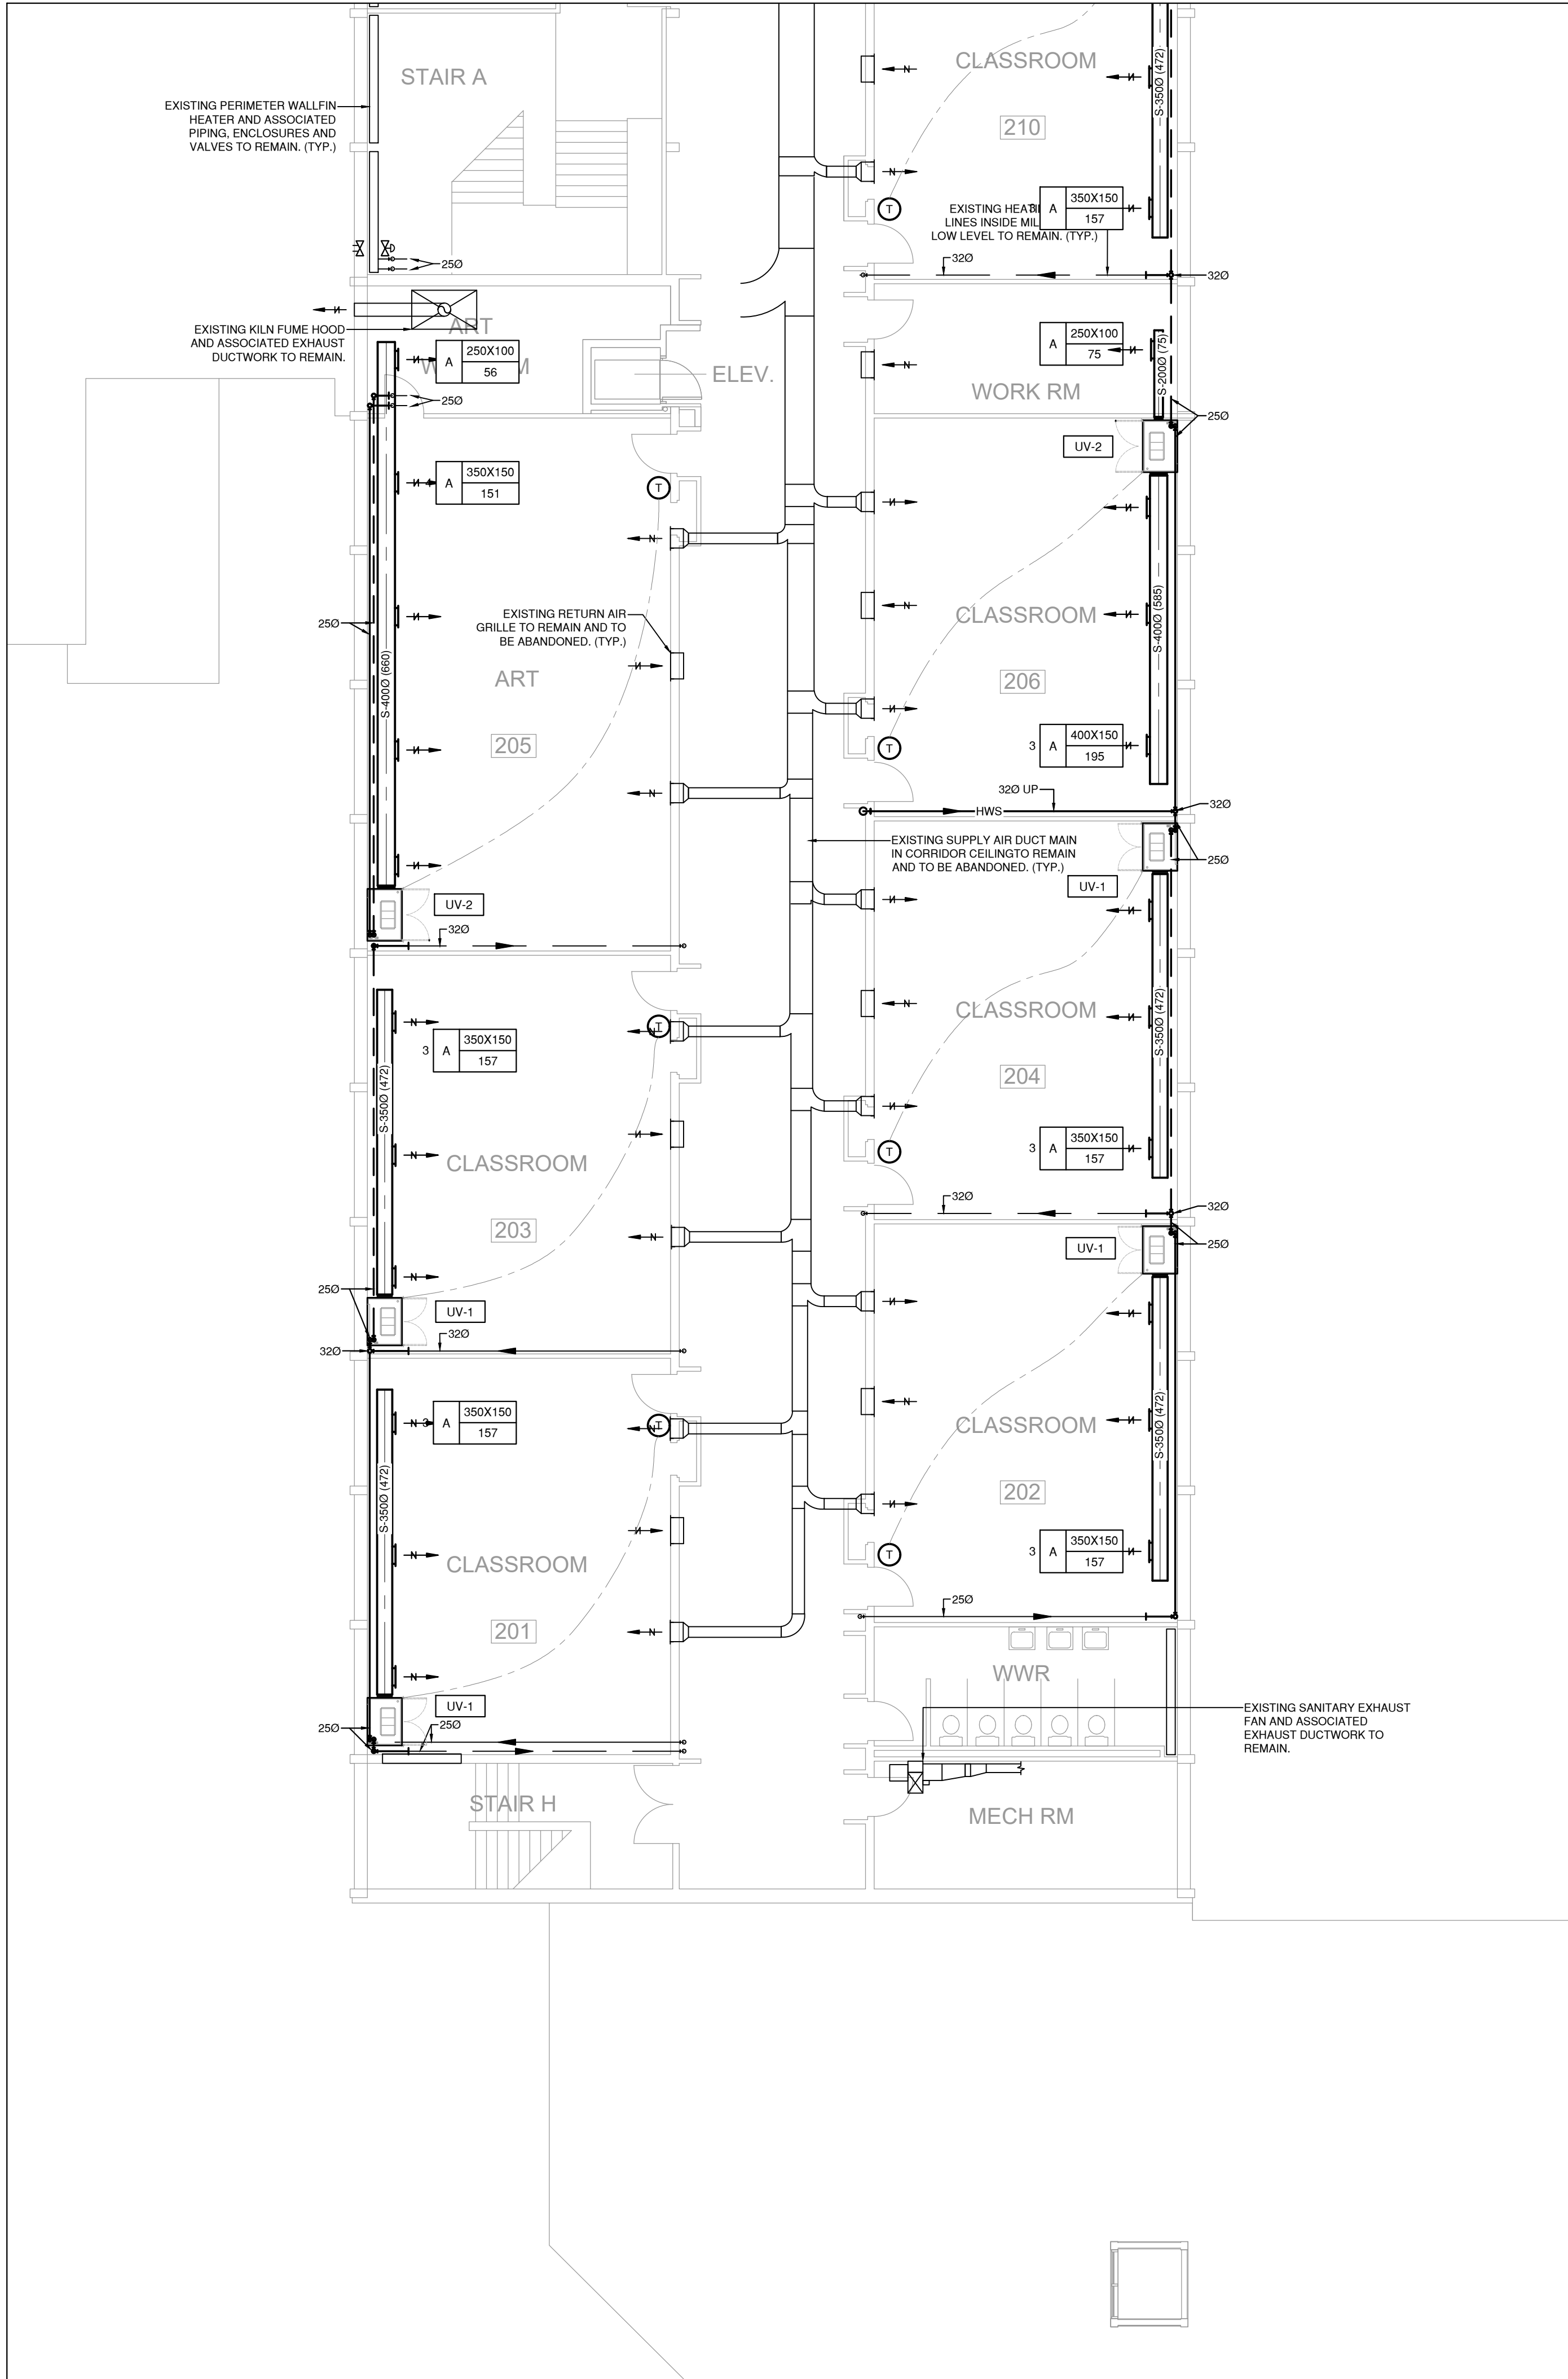 STAIR A
EXISTING PERIMETER WALLFIN
HEATER AND ASSOCIATED
PIPING, ENCLOSURES AND
VALVES TO REMAIN. (TYP.)
25Ø
CLASSROOM
210
S-350Ø (472)
T
3
A
350X150
157
EXISTING
LINES INSIDE
LOW LEVEL TO REMAIN. (TYP.)
32Ø
32Ø
EXISTING KILN FUME HOOD
AND ASSOCIATED EXHAUST
DUCTWORK TO REMAIN.
ART
A
250X100
56
25Ø
ELEV.
A
250X100
75
WORK RM
S-200Ø (75)
25Ø
UV-2
4
A
350X150
151
T
25Ø
S-400Ø (660)
EXISTING RETURN AIR
GRILLE TO REMAIN AND TO
BE ABANDONED. (TYP.)
ART
205
UV-2
32Ø
CLASSROOM
206
S-400Ø (585)
T
3
A
400X150
195
32Ø UP
HWS
32Ø
EXISTING SUPPLY AIR DUCT MAIN
IN CORRIDOR CEILINGTO REMAIN
AND TO BE ABANDONED. (TYP.)
25Ø
UV-1
CLASSROOM
204
S-350Ø (472)
T
3
A
350X150
157
32Ø
32Ø
25Ø
T
3
A
350X150
157
S-350Ø (472)
CLASSROOM
203
25Ø
UV-1
32Ø
32Ø
UV-1
CLASSROOM
202
S-350Ø (472)
T
3
A
350X150
157
25Ø
T
3
A
350X150
157
S-350Ø (472)
CLASSROOM
201
UV-1
25Ø
25Ø
WWR
EXISTING SANITARY EXHAUST
FAN AND ASSOCIATED
EXHAUST DUCTWORK TO
REMAIN.
STAIR H
MECH RM